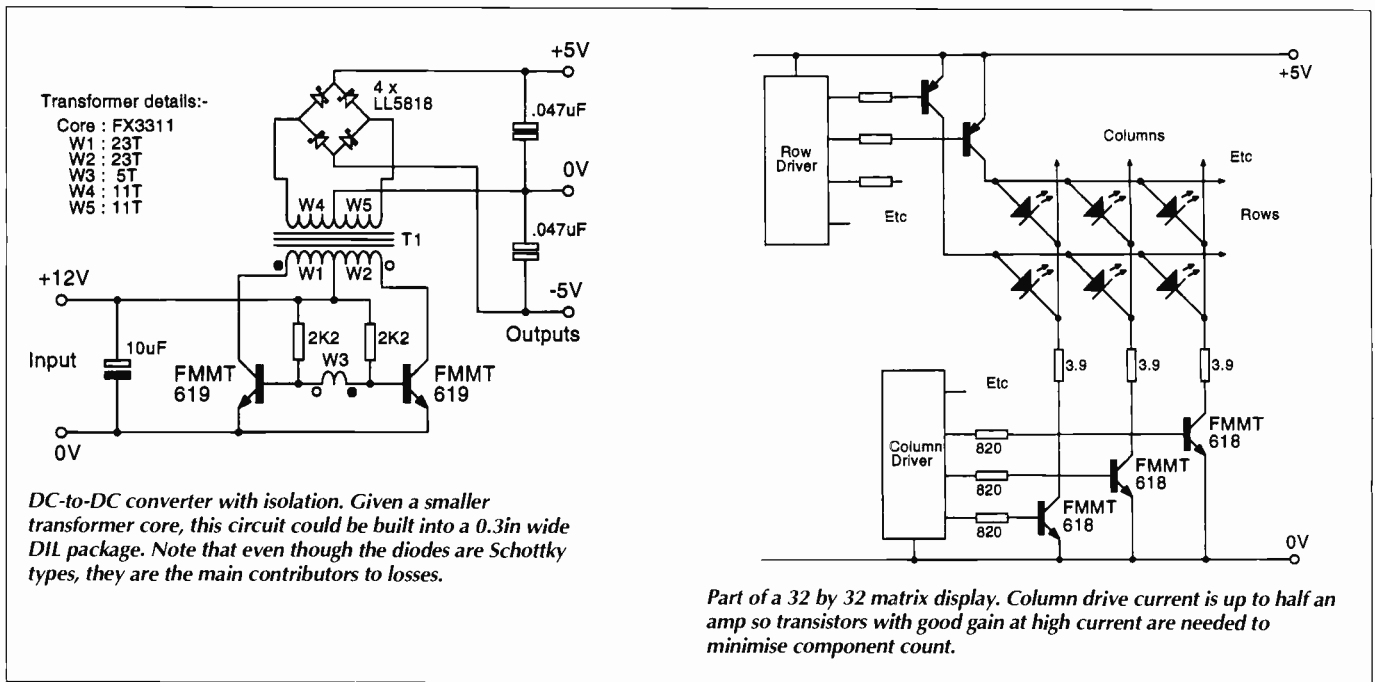 Transformer details:-
Core : FX3311
W1 : 23T
W2 : 23T
W3 : 5T
W4 : 11T
W5 : 11T
4 x
LL5818
+5V
.047uF
0V
.047uF
-5V
Outputs
W4
W5
T1
W1
W2
+12V
Input
10uF
0V
2K2
2K2
W3
FMMT
619
FMMT
619
DC-to-DC converter with isolation. Given a smaller
transformer core, this circuit could be built into a 0.3in wide
DIL package. Note that even though the diodes are Schottky
types, they are the main contributors to losses.
+5V
Row
Driver
Etc
Columns
Etc
Rows
3.9
3.9
3.9
Etc
Column
Driver
820
820
820
FMMT
618
FMMT
618
FMMT
618
0V
Part of a 32 by 32 matrix display. Column drive current is up to half an
amp so transistors with good gain at high current are needed to
minimise component count.